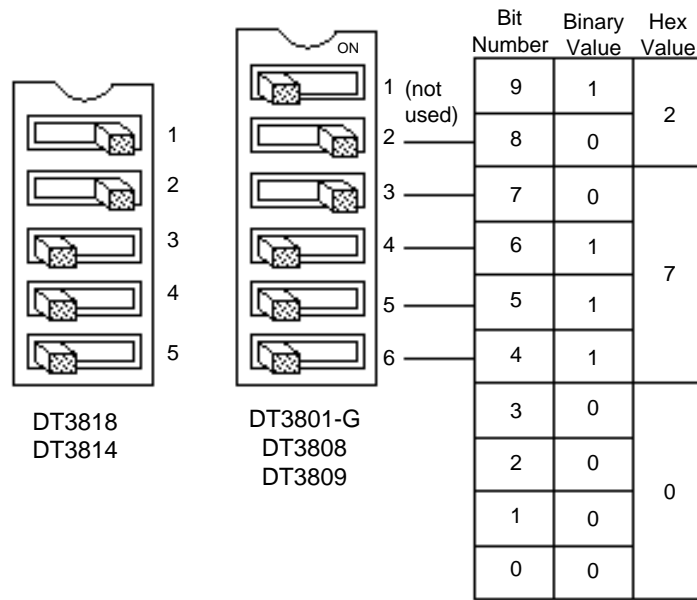 Bit Number Binary Value Hex Value
ON
1
2
3
4
5
DT3818
DT3814
1 (not used)
2
3
4
5
6
DT3801-G
DT3808
DT3809
9 1 2
8 0
7 0 7
6 1
5 1
4 1
3 0 0
2 0
1 0
0 0